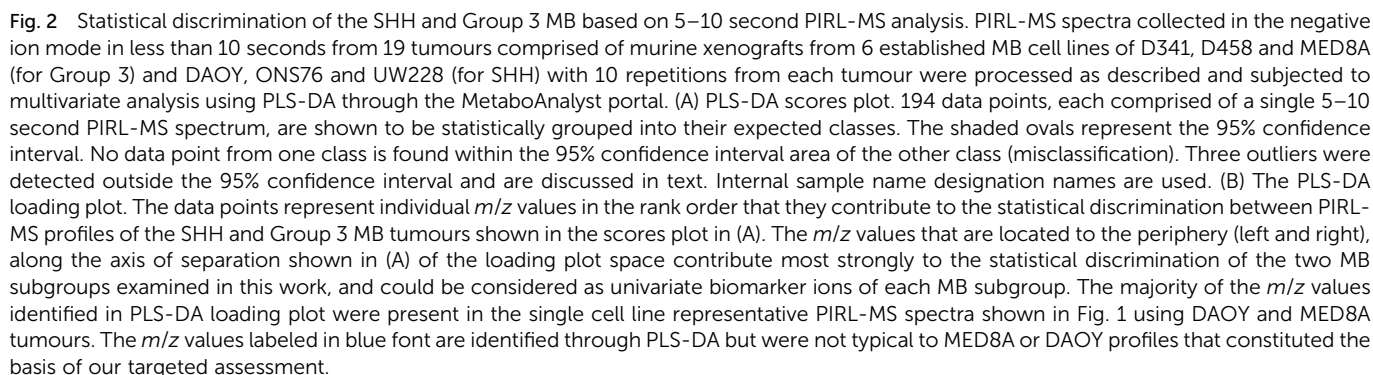 Fig. 2 Statistical discrimination of the SHH and Group 3 MB based on 5–10 second PIRL-MS analysis. PIRL-MS spectra collected in the negative
ion mode in less than 10 seconds from 19 tumours comprised of murine xenografts from 6 established MB cell lines of D341, D458 and MED8A
(for Group 3) and DAOY, ONS76 and UW228 (for SHH) with 10 repetitions from each tumour were processed as described and subjected to
multivariate analysis using PLS-DA through the MetaboAnalyst portal. (A) PLS-DA scores plot. 194 data points, each comprised of a single 5–10
second PIRL-MS spectrum, are shown to be statistically grouped into their expected classes. The shaded ovals represent the 95% confidence
interval. No data point from one class is found within the 95% confidence interval area of the other class (misclassification). Three outliers were
detected outside the 95% confidence interval and are discussed in text. Internal sample name designation names are used. (B) The PLS-DA
loading plot. The data points represent individual m/z values in the rank order that they contribute to the statistical discrimination between PIRL-
MS profiles of the SHH and Group 3 MB tumours shown in the scores plot in (A). The m/z values that are located to the periphery (left and right),
along the axis of separation shown in (A) of the loading plot space contribute most strongly to the statistical discrimination of the two MB
subgroups examined in this work, and could be considered as univariate biomarker ions of each MB subgroup. The majority of the m/z values
identified in PLS-DA loading plot were present in the single cell line representative PIRL-MS spectra shown in Fig. 1 using DAOY and MED8A
tumours. The m/z values labeled in blue font are identified through PLS-DA but were not typical to MED8A or DAOY profiles that constituted the
basis of our targeted assessment.